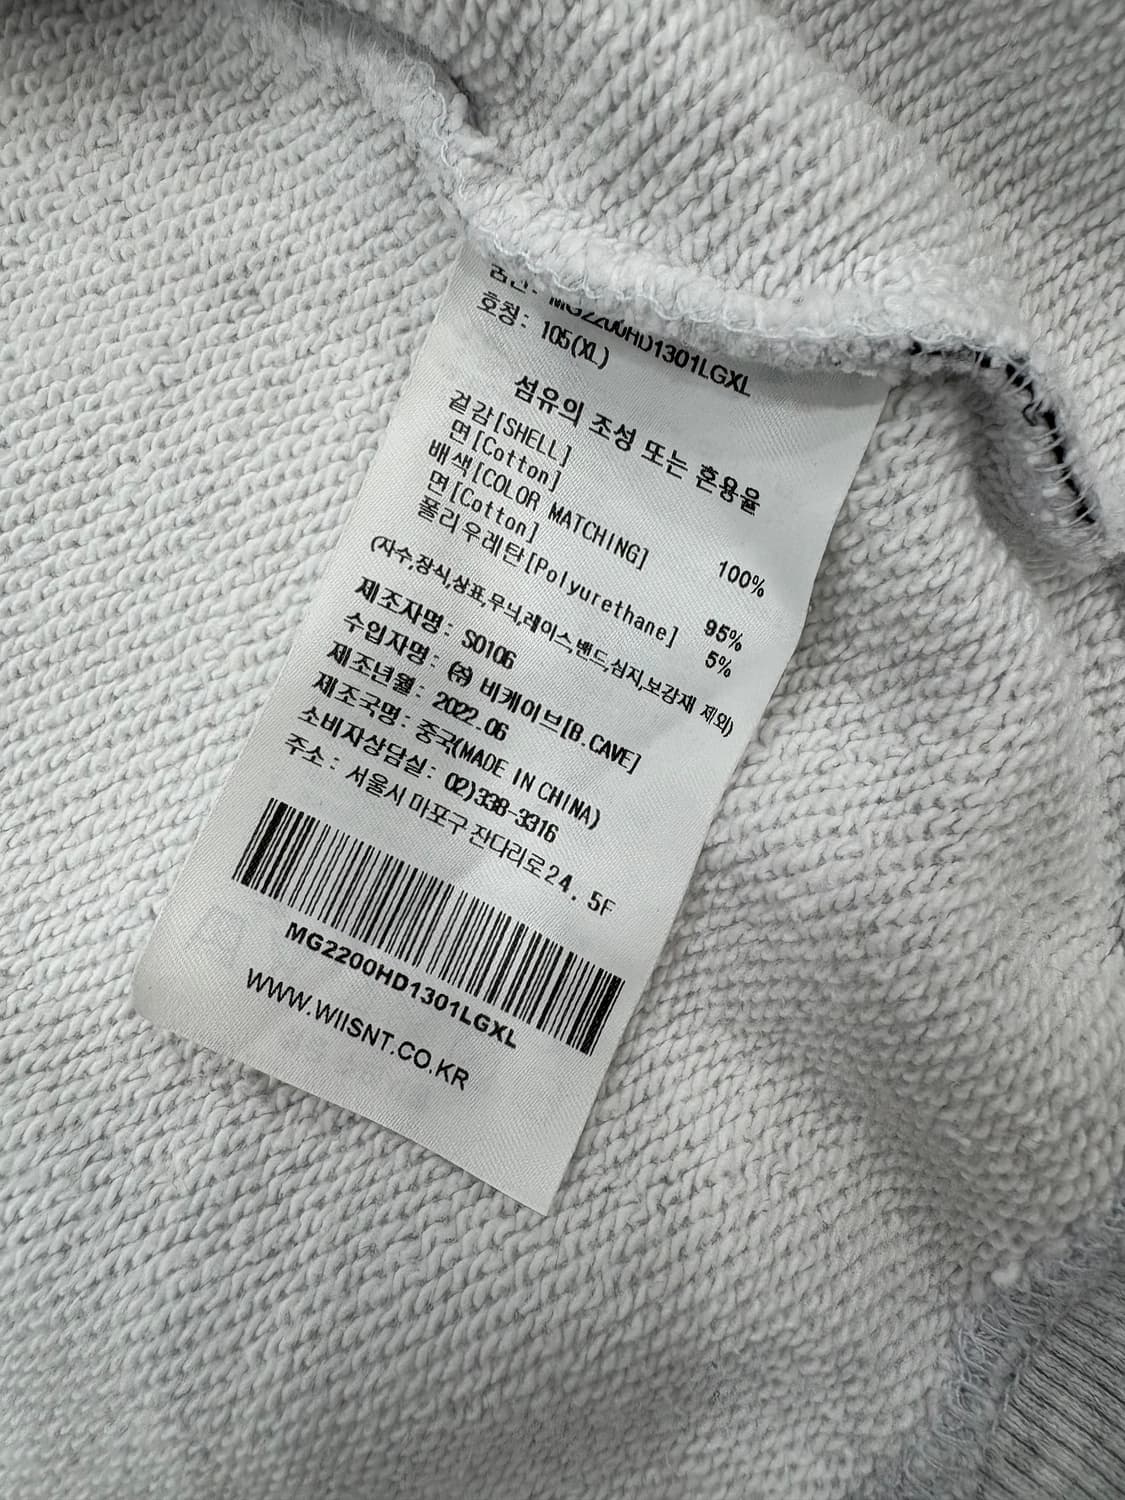 품번: MG2200HD1301LGXL
호칭: 105(XL)
섬유의 조성 또는 혼용율
겉감[SHELL]
면[Cotton] 100%
배색[COLOR MATCHING]
면[Cotton] 95%
폴리우레탄[Polyurethane] 5%
(자수,장식,상표,무늬,레이스,밴드,심지,보강재 제외)
제조자명: S0106
수입자명: ㈜ 비케이브[B.CAVE]
제조년월: 2022.06
제조국명: 중국(MADE IN CHINA)
소비자상담실: 02)338-3316
주소: 서울시 마포구 잔다리로24, 5F
MG2200HD1301LGXL
WWW.WIISNT.CO.KR